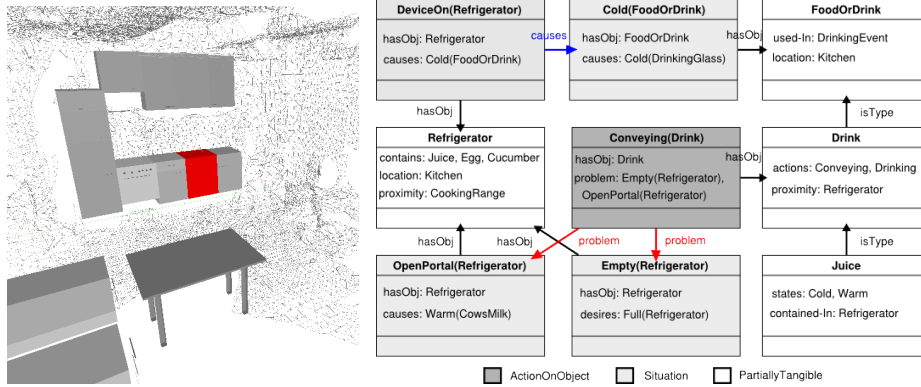 DeviceOn(Refrigerator)
hasObj: Refrigerator
causes: Cold(FoodOrDrink)
causes
Cold(FoodOrDrink)
hasObj: FoodOrDrink
causes: Cold(DrinkingGlass)
hasObj
FoodOrDrink
used-In: DrinkingEvent
location: Kitchen
hasObj
isType
Refrigerator
contains: Juice, Egg, Cucumber
location: Kitchen
proximity: CookingRange
Conveying(Drink)
hasObj: Drink
problem: Empty(Refrigerator),
OpenPortal(Refrigerator)
hasObj
Drink
actions: Conveying, Drinking
proximity: Refrigerator
hasObj
hasObj
problem
problem
isType
OpenPortal(Refrigerator)
hasObj: Refrigerator
causes: Warm(CowsMilk)
Empty(Refrigerator)
hasObj: Refrigerator
desires: Full(Refrigerator)
Juice
states: Cold, Warm
contained-In: Refrigerator
ActionOnObject
Situation
PartiallyTangible